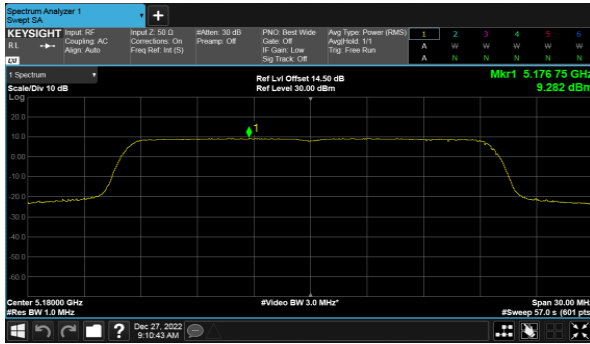 Spectrum Analyzer 1
Swept SA
+
KEYSIGHT
RL
Input: RF
Coupling: AC
Align: Auto
Input Z: 50 Ω
Corrections: On
Freq Ref: Int (S)
#Atten: 30 dB
Preamp: Off
PNO: Best Wide
Gate: Off
IF Gain: Low
Sig Track: Off
Avg Type: Power (RMS)
Avg|Hold: 1/1
Trig: Free Run
1 2 3 4 5 6
A W W W W W
A N N N N N
1 Spectrum
Scale/Div 10 dB
Ref Lvl Offset 14.50 dB
Ref Level 30.00 dBm
Mkr1 5.176 75 GHz
9.282 dBm
Log
20.0
10.0
0.00
-10.0
-20.0
-30.0
-40.0
-50.0
-60.0
1
Center 5.18000 GHz
#Res BW 1.0 MHz
#Video BW 3.0 MHz*
Span 30.00 MHz
#Sweep 57.0 s (601 pts)
?
Dec 27, 2022
9:10:43 AM